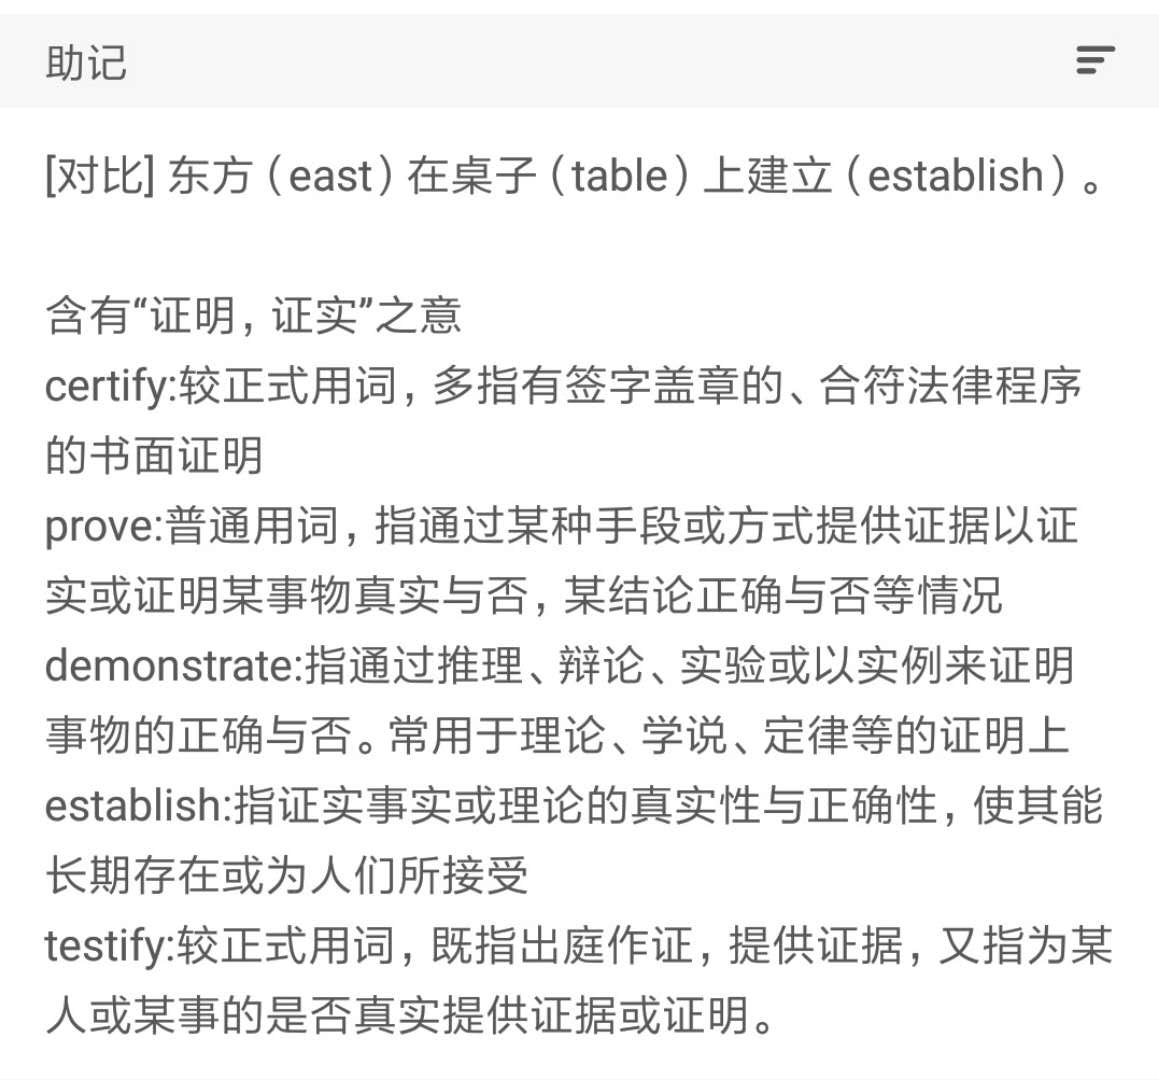 助记
[对比] 东方（east）在桌子（table）上建立（establish）。
含有“证明，证实”之意
certify:较正式用词，多指有签字盖章的、合符法律程序
的书面证明
prove:普通用词，指通过某种手段或方式提供证据以证
实或证明某事物真实与否，某结论正确与否等情况
demonstrate:指通过推理、辩论、实验或以实例来证明
事物的正确与否。常用于理论、学说、定律等的证明上
establish:指证实事实或理论的真实性与正确性，使其能
长期存在或为人们所接受
testify:较正式用词，既指出庭作证，提供证据，又指为某
人或某事的是否真实提供证据或证明。